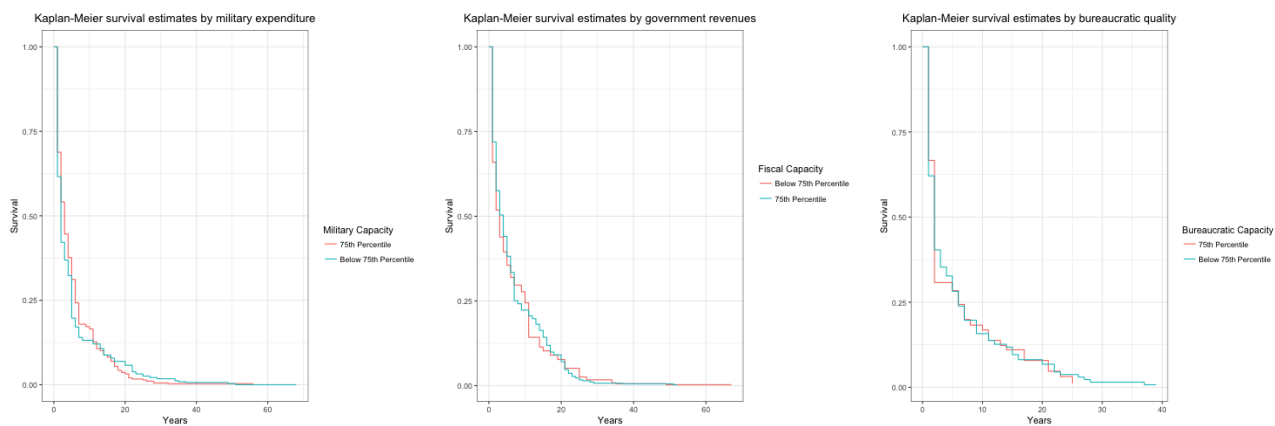 Kaplan-Meier survival estimates by military expenditure
1.00
0.75
0.50
0.25
0.00
Survival
0
20
40
60
Years
Military Capacity
75th Percentile
Below 75th Percentile
Kaplan-Meier survival estimates by government revenues
1.00
0.75
0.50
0.25
0.00
Survival
0
20
40
60
Years
Fiscal Capacity
Below 75th Percentile
75th Percentile
Kaplan-Meier survival estimates by bureaucratic quality
1.00
0.75
0.50
0.25
0.00
Survival
0
10
20
30
40
Years
Bureaucratic Capacity
75th Percentile
Below 75th Percentile